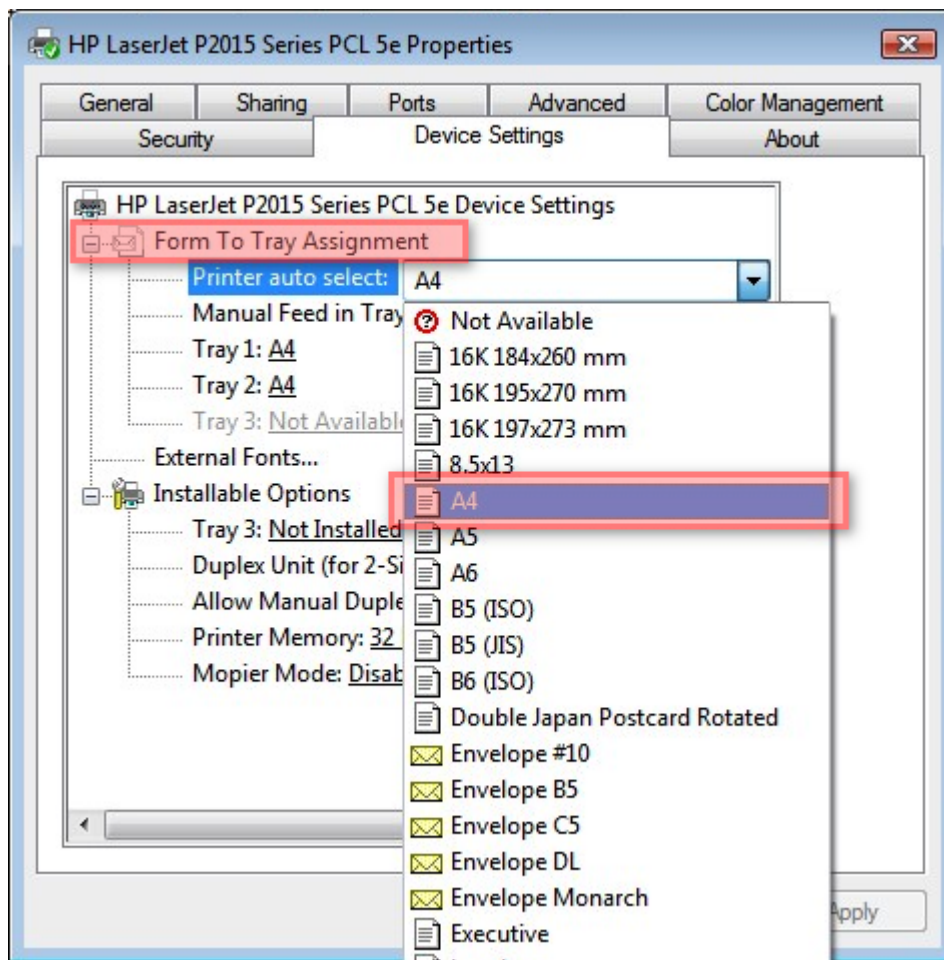 HP LaserJet P2015 Series PCL 5e Properties
General Sharing Ports Advanced Color Management
Security Device Settings About
HP LaserJet P2015 Series PCL 5e Device Settings
Form To Tray Assignment
Printer auto select: A4
Manual Feed in Tray
Tray 1: A4
Tray 2: A4
Tray 3: Not Available
External Fonts...
Installable Options
Tray 3: Not Installed
Duplex Unit (for 2-Si
Allow Manual Duple
Printer Memory: 32
Mopier Mode: Disab
Not Available
16K 184x260 mm
16K 195x270 mm
16K 197x273 mm
8.5x13
A4
A5
A6
B5 (ISO)
B5 (JIS)
B6 (ISO)
Double Japan Postcard Rotated
Envelope #10
Envelope B5
Envelope C5
Envelope DL
Envelope Monarch
Executive
Apply